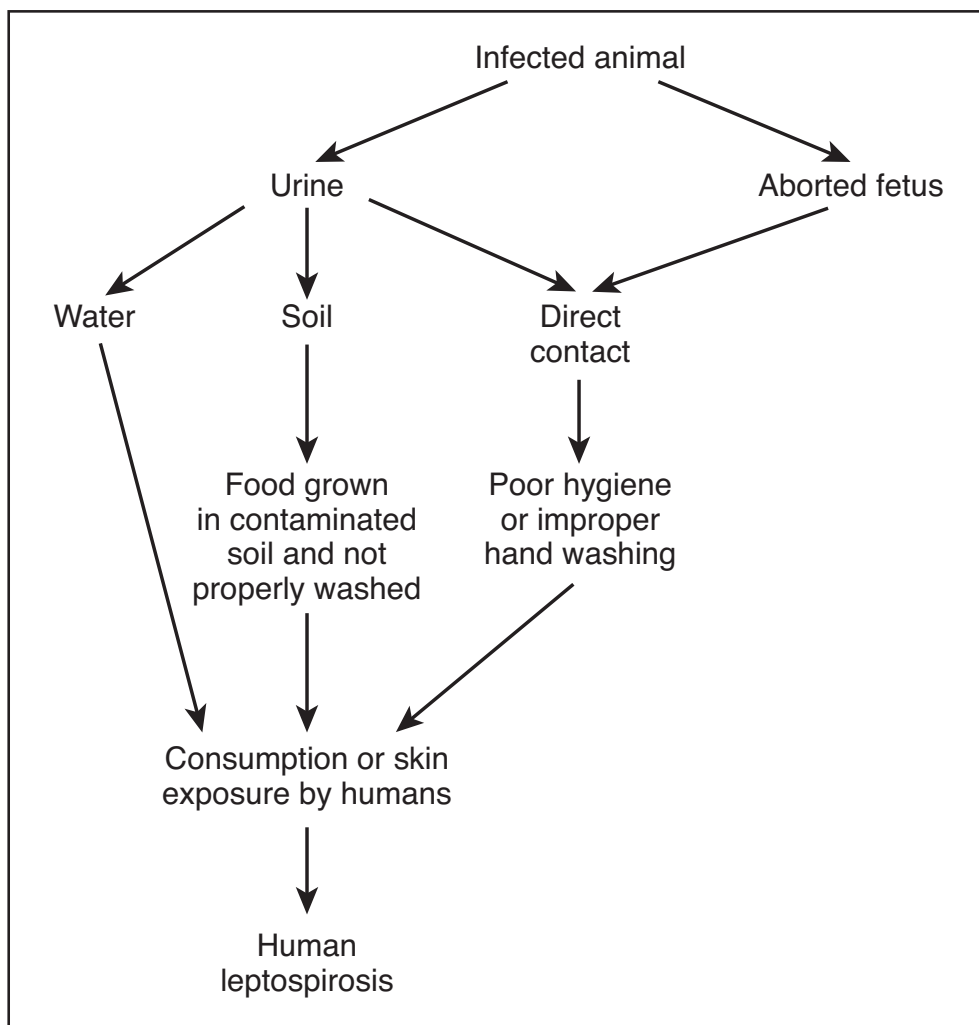 Infected animal
Urine
Aborted fetus
Water
Soil
Direct
contact
Food grown
in contaminated
soil and not
properly washed
Poor hygiene
or improper
hand washing
Consumption or skin
exposure by humans
Human
leptospirosis